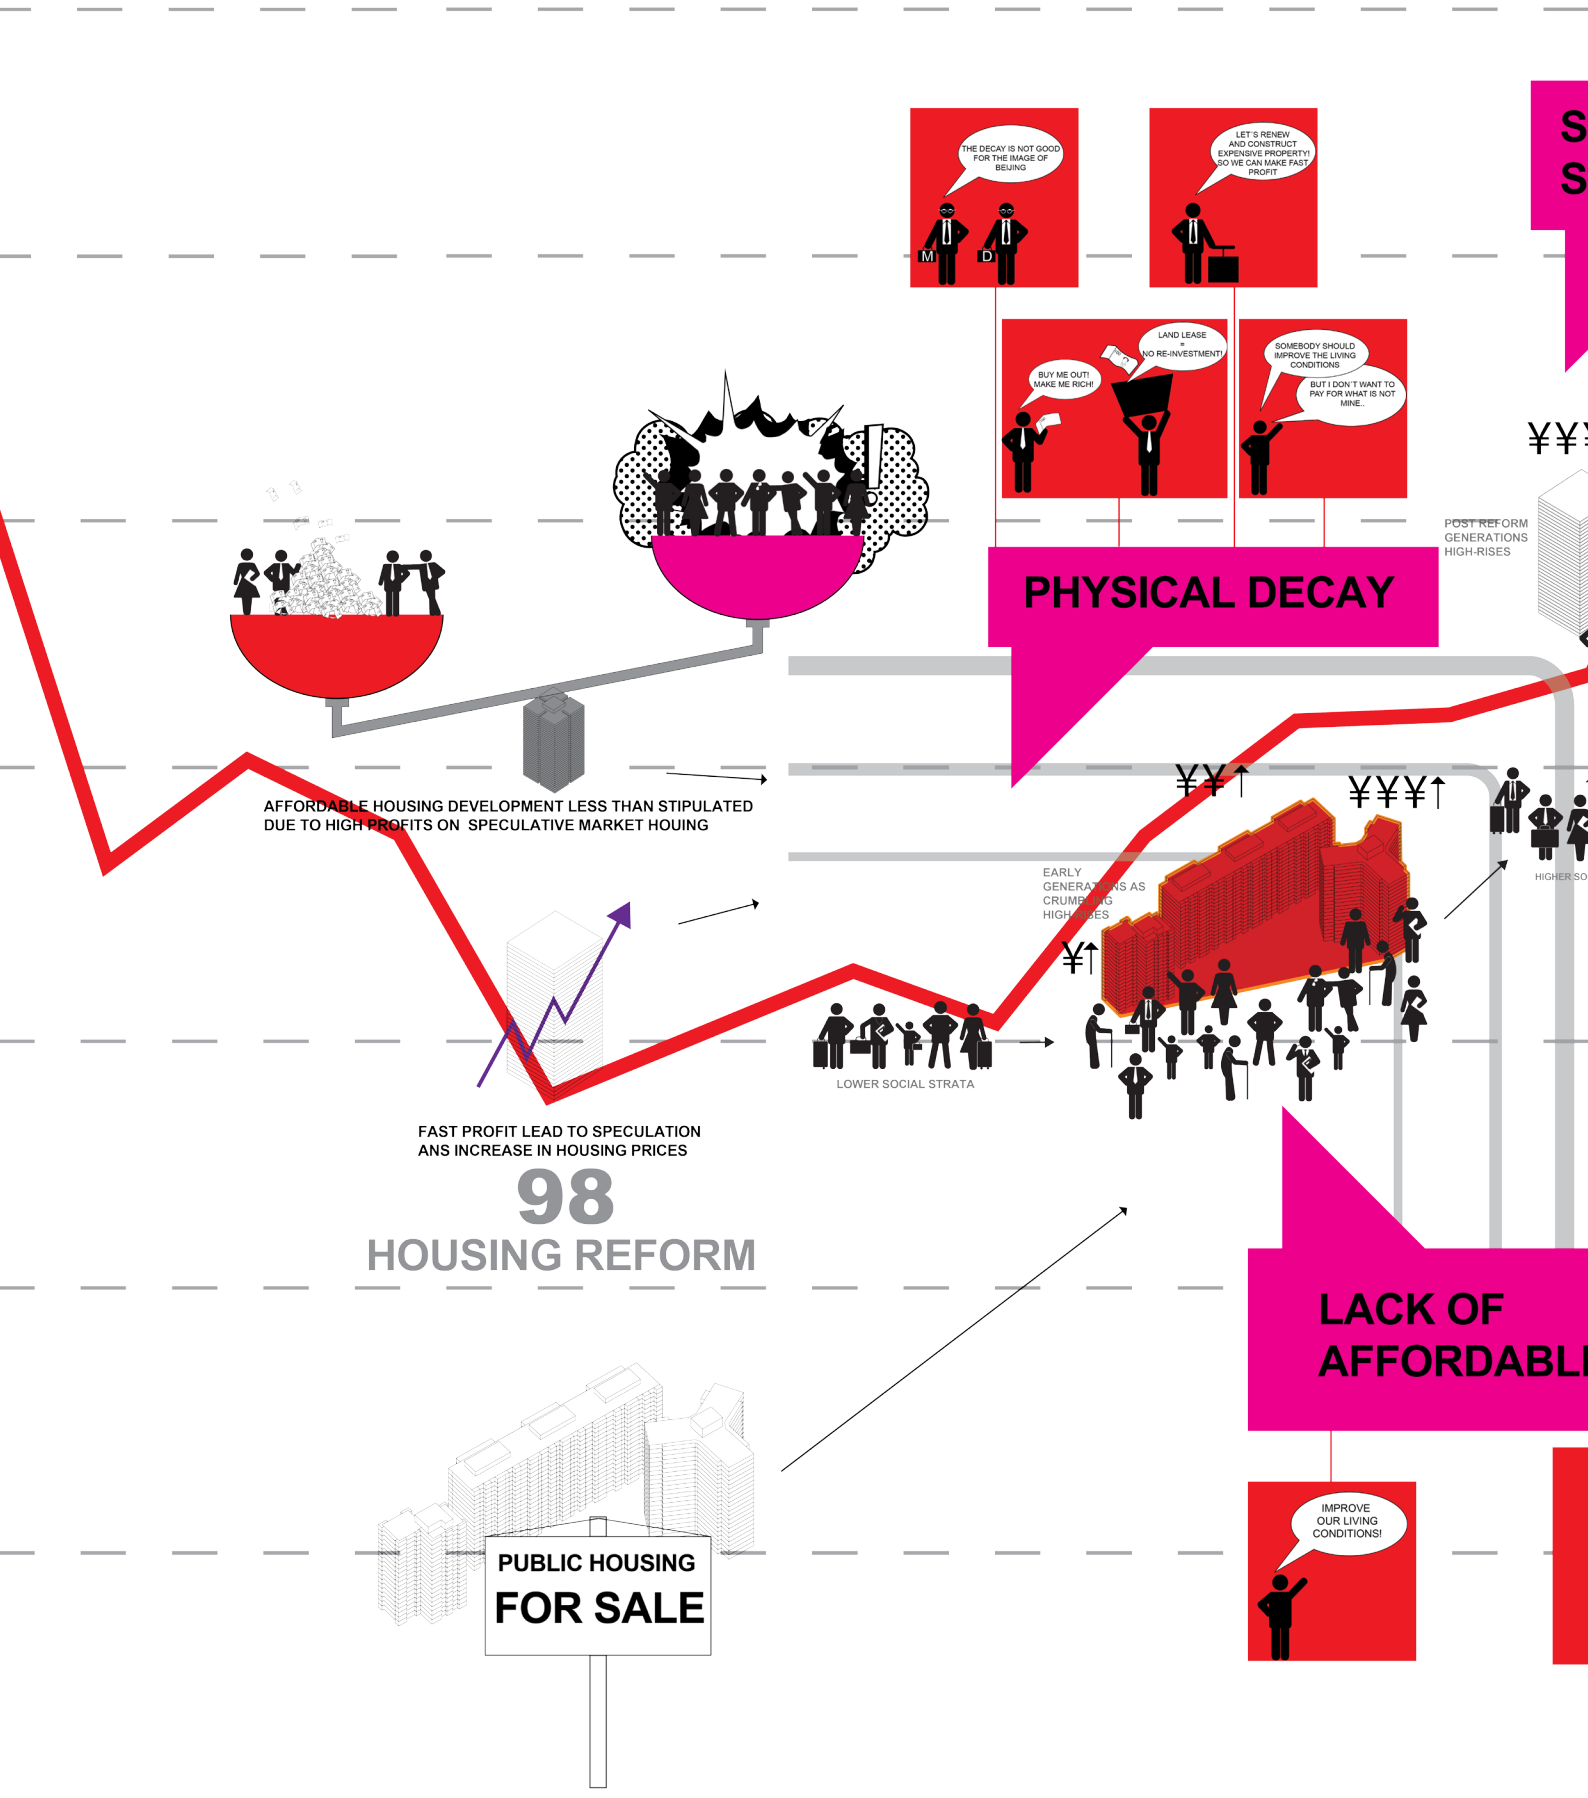 S
S
THE DECAY IS NOT GOOD
FOR THE IMAGE OF
BEIJING
M
D
LET´S RENEW
AND CONSTRUCT
EXPENSIVE PROPERTY!
SO WE CAN MAKE FAST
PROFIT
BUY ME OUT!
MAKE ME RICH!
LAND LEASE
=
NO RE-INVESTMENT!
SOMEBODY SHOULD
IMPROVE THE LIVING
CONDITIONS
BUT I DON´T WANT TO
PAY FOR WHAT IS NOT
MINE..
!
¥¥¥
POST REFORM
GENERATIONS
HIGH-RISES
PHYSICAL DECAY
AFFORDABLE HOUSING DEVELOPMENT LESS THAN STIPULATED
DUE TO HIGH PROFITS ON SPECULATIVE MARKET HOUING
¥¥↑
¥¥¥↑
EARLY
GENERATIONS AS
CRUMBLING
HIGH-RISES
¥↑
HIGHER SO
LOWER SOCIAL STRATA
FAST PROFIT LEAD TO SPECULATION
ANS INCREASE IN HOUSING PRICES
98
HOUSING REFORM
LACK OF
AFFORDABLE
PUBLIC HOUSING
FOR SALE
IMPROVE
OUR LIVING
CONDITIONS!